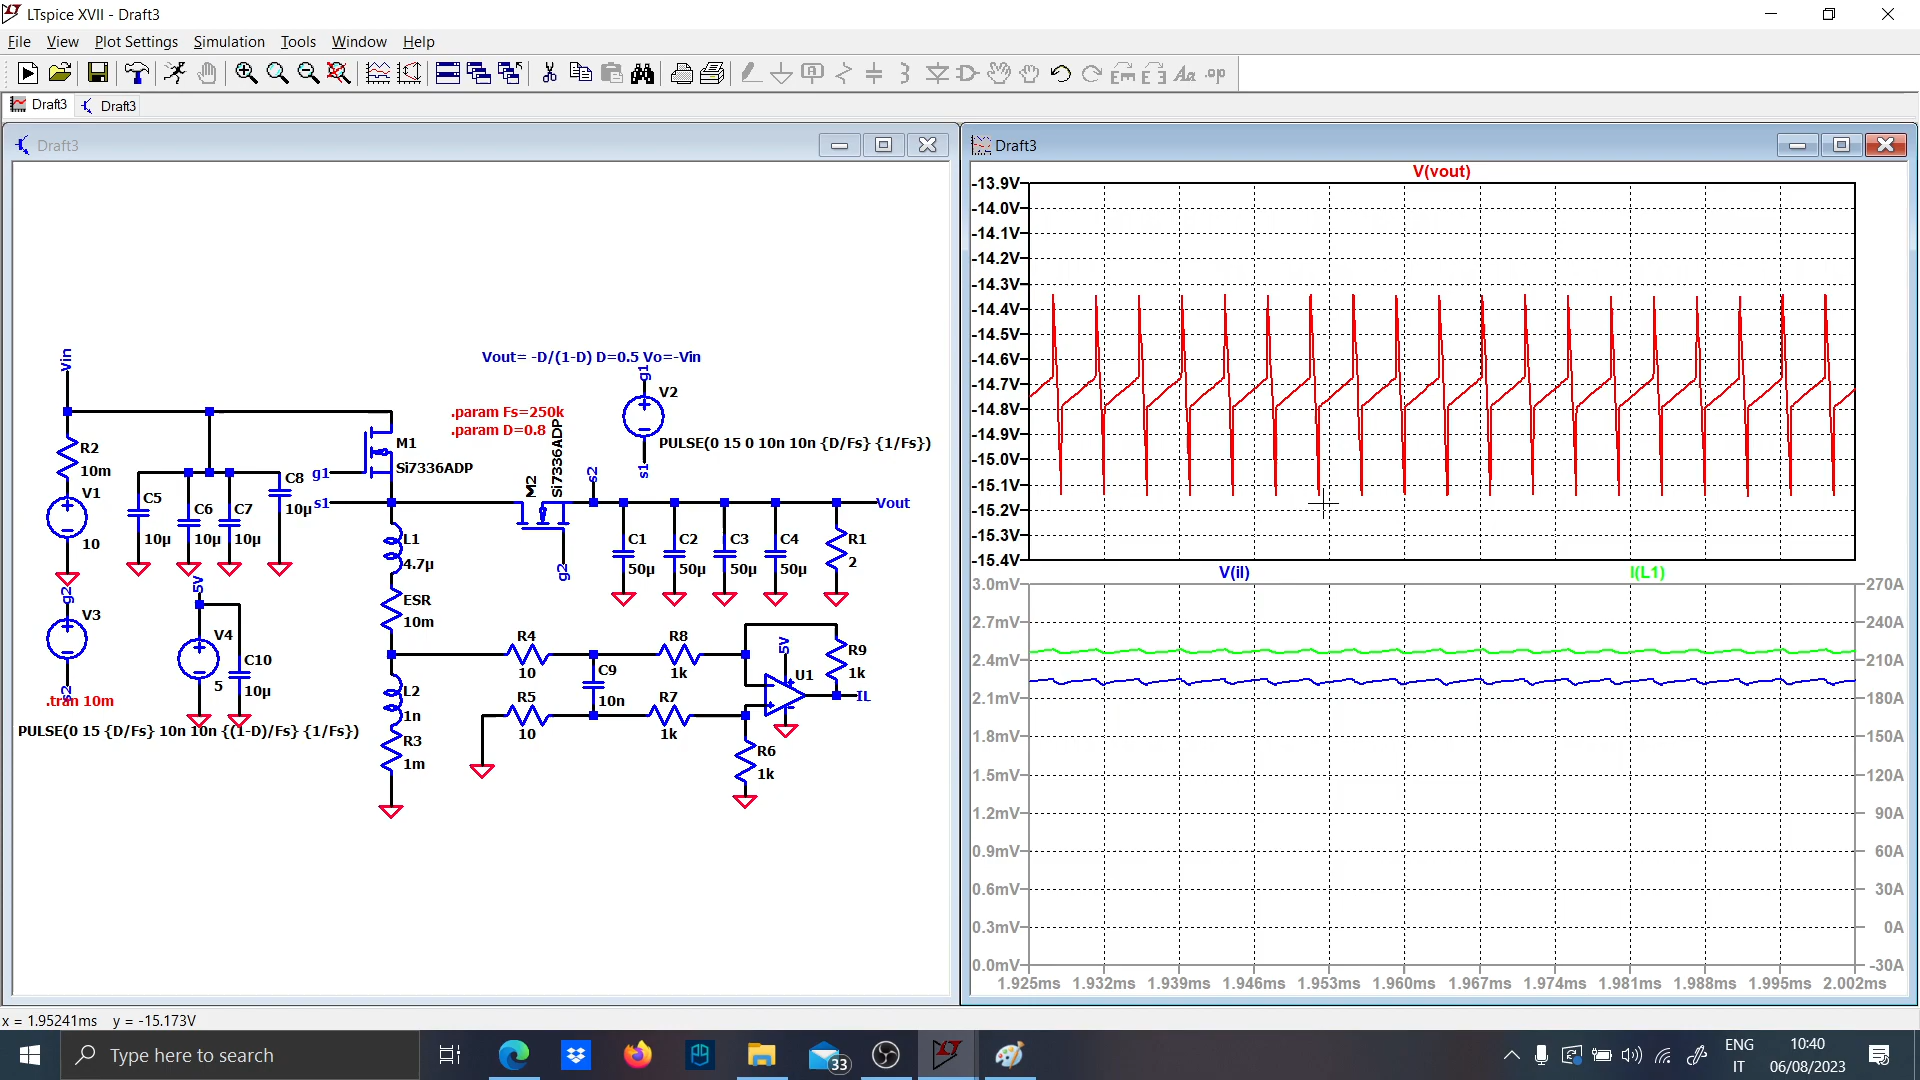 LTspice XVII - Draft3
File View Plot Settings Simulation Tools Window Help
Draft3 Draft3
Draft3
Vin
R2
10m
V1
10
C5
10µ
C6
10µ
C7
10µ
C8
10µ
g1
s1
M1
Si7336ADP
Vout= -D/(1-D) D=0.5 Vo=-Vin
.param Fs=250k
.param D=0.8
g1
V2
PULSE(0 15 0 10n 10n {D/Fs} {1/Fs})
s1
M2
Si7336ADP
s2
g2
Vout
C1
50µ
C2
50µ
C3
50µ
C4
50µ
R1
2
L1
4.7µ
ESR
10m
L2
1n
R3
1m
g2
V3
s2
.tran 10m
PULSE(0 15 {D/Fs} 10n 10n {(1-D)/Fs} {1/Fs})
5V
V4
5
C10
10µ
R4
10
R5
10
C9
10n
R8
1k
R7
1k
R6
1k
5V
U1
R9
1k
IL
Draft3
V(vout)
-13.9V
-14.0V
-14.1V
-14.2V
-14.3V
-14.4V
-14.5V
-14.6V
-14.7V
-14.8V
-14.9V
-15.0V
-15.1V
-15.2V
-15.3V
-15.4V
V(il) I(L1)
3.0mV 270A
2.7mV 240A
2.4mV 210A
2.1mV 180A
1.8mV 150A
1.5mV 120A
1.2mV 90A
0.9mV 60A
0.6mV 30A
0.3mV 0A
0.0mV -30A
1.925ms 1.932ms 1.939ms 1.946ms 1.953ms 1.960ms 1.967ms 1.974ms 1.981ms 1.988ms 1.995ms 2.002ms
x = 1.95241ms y = -15.173V
Type here to search
33
ENG
IT
10:40
06/08/2023